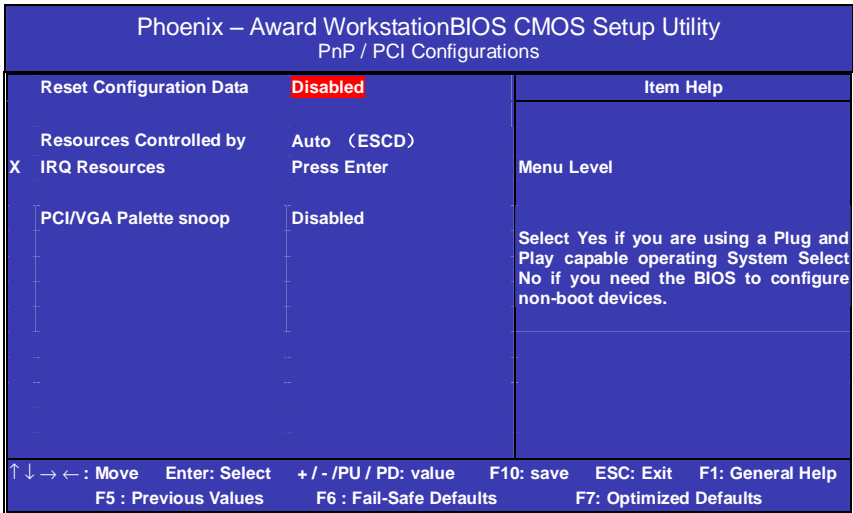 Phoenix – Award WorkstationBIOS CMOS Setup Utility
PnP / PCI Configurations
Reset Configuration Data Disabled Item Help
Resources Controlled by Auto （ESCD）
X IRQ Resources Press Enter Menu Level
PCI/VGA Palette snoop Disabled
Select Yes if you are using a Plug and
Play capable operating System Select
No if you need the BIOS to configure
non-boot devices.
↑↓→←: Move Enter: Select + / - /PU / PD: value F10: save ESC: Exit F1: General Help
F5 : Previous Values F6 : Fail-Safe Defaults F7: Optimized Defaults